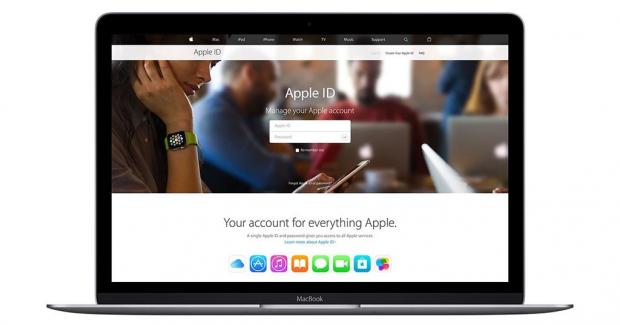 Mac iPad iPhone Watch TV Music Support
Apple ID
Create Your Apple ID FAQ
Apple ID
Manage your Apple account
Apple ID
Password
Remember me
Forgot Apple ID or password?
Your account for everything Apple.
A single Apple ID and password gives you access to all Apple services.
Learn more about Apple ID
MacBook